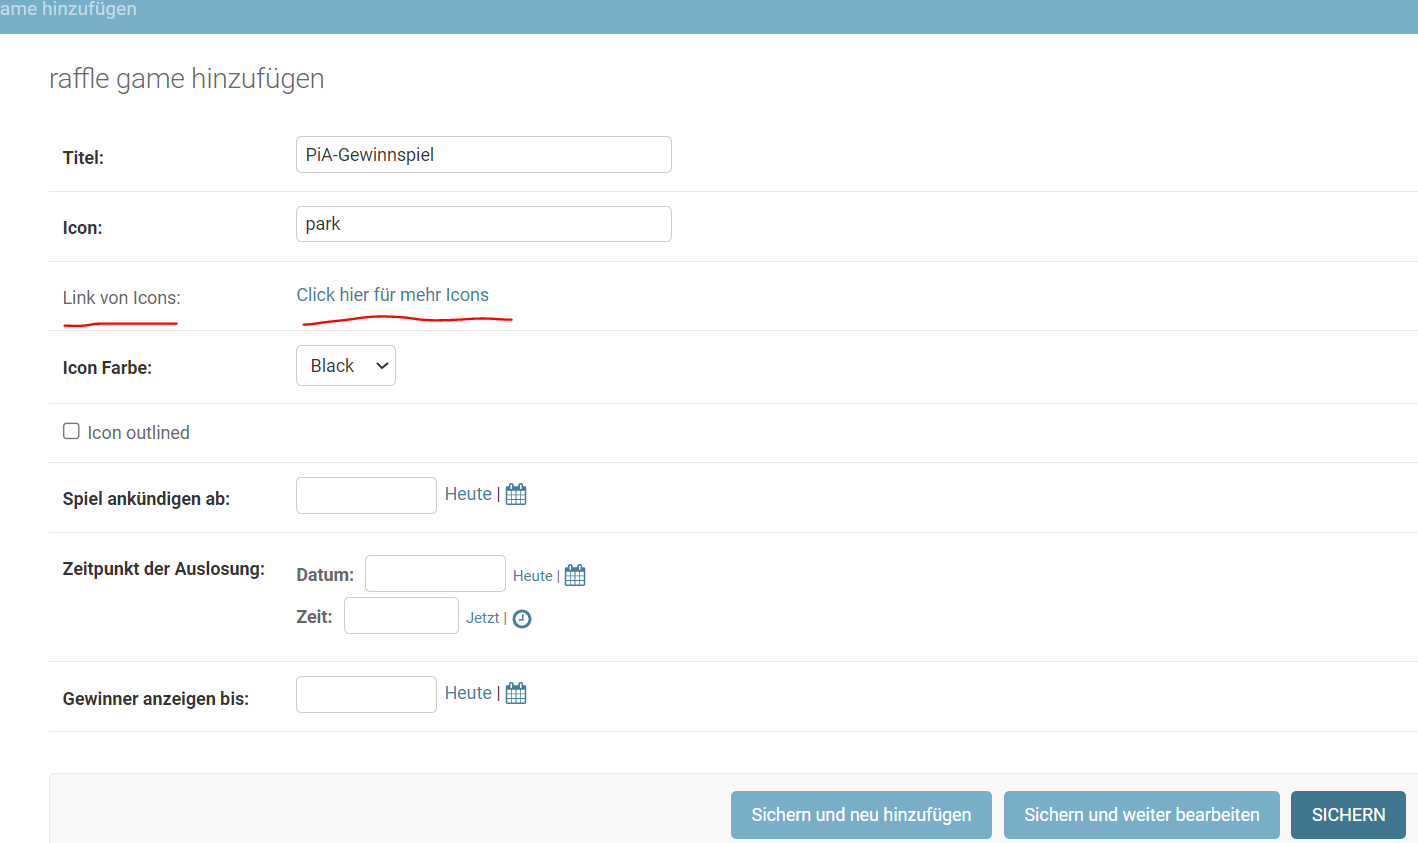 ame hinzufügen
raffle game hinzufügen
Titel: PiA-Gewinnspiel
Icon: park
Link von Icons: Click hier für mehr Icons
Icon Farbe: Black
Icon outlined
Spiel ankündigen ab: Heute |
Zeitpunkt der Auslosung: Datum: Heute |
Zeit: Jetzt |
Gewinner anzeigen bis: Heute |
Sichern und neu hinzufügen Sichern und weiter bearbeiten SICHERN